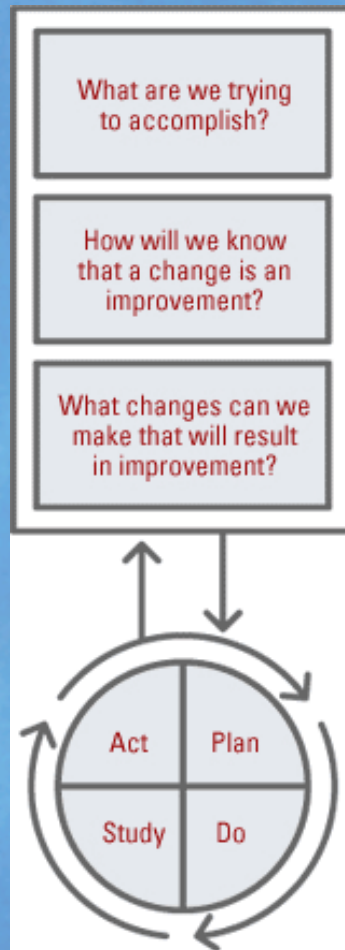 What are we trying
to accomplish?
How will we know
that a change is an
improvement?
What changes can we
make that will result
in improvement?
Act
Plan
Study
Do